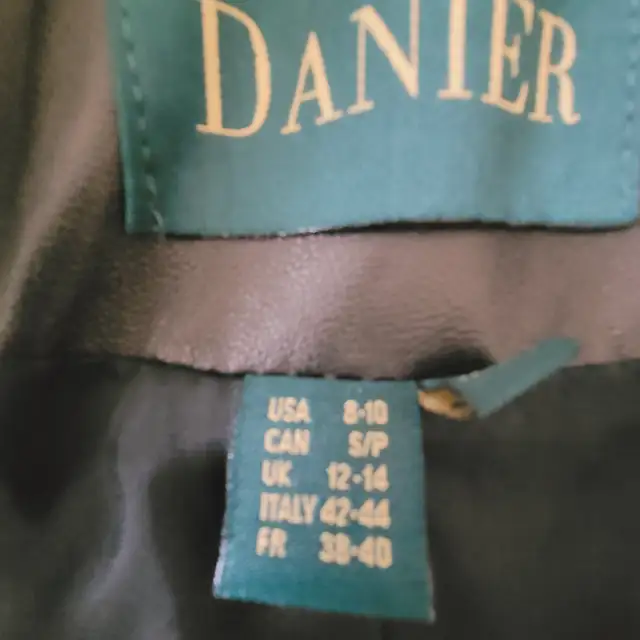 DANIER
USA 8-10
CAN S/P
UK 12-14
ITALY 42-44
FR 38-40